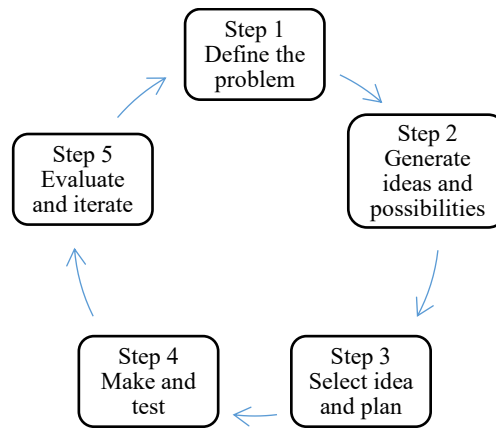 Step 1
Define the
problem
Step 2
Generate
ideas and
possibilities
Step 3
Select idea
and plan
Step 4
Make and
test
Step 5
Evaluate
and iterate